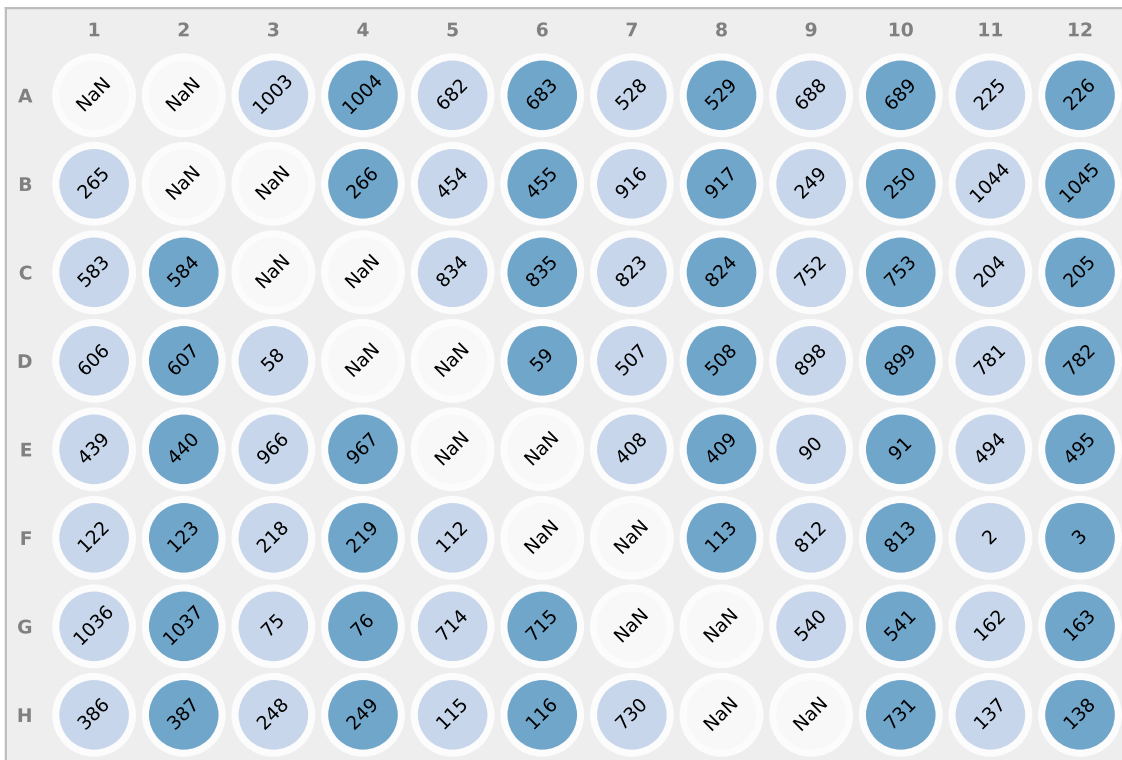 1 2 3 4 5 6 7 8 9 10 11 12
A NaN NaN 1003 1004 682 683 528 529 688 689 225 226
B 265 NaN NaN 266 454 455 916 917 249 250 1044 1045
C 583 584 NaN NaN 834 835 823 824 752 753 204 205
D 606 607 58 NaN NaN 59 507 508 898 899 781 782
E 439 440 966 967 NaN NaN 408 409 90 91 494 495
F 122 123 218 219 112 NaN NaN 113 812 813 2 3
G 1036 1037 75 76 714 715 NaN NaN 540 541 162 163
H 386 387 248 249 115 116 730 NaN NaN 731 137 138